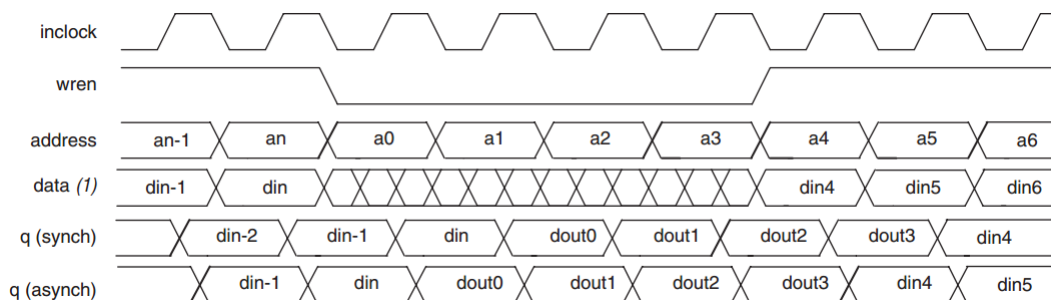 inclock
wren
address an-1 an a0 a1 a2 a3 a4 a5 a6
data (1) din-1 din din4 din5 din6
q (synch) din-2 din-1 din dout0 dout1 dout2 dout3 din4
q (asynch) din-1 din dout0 dout1 dout2 dout3 din4 din5